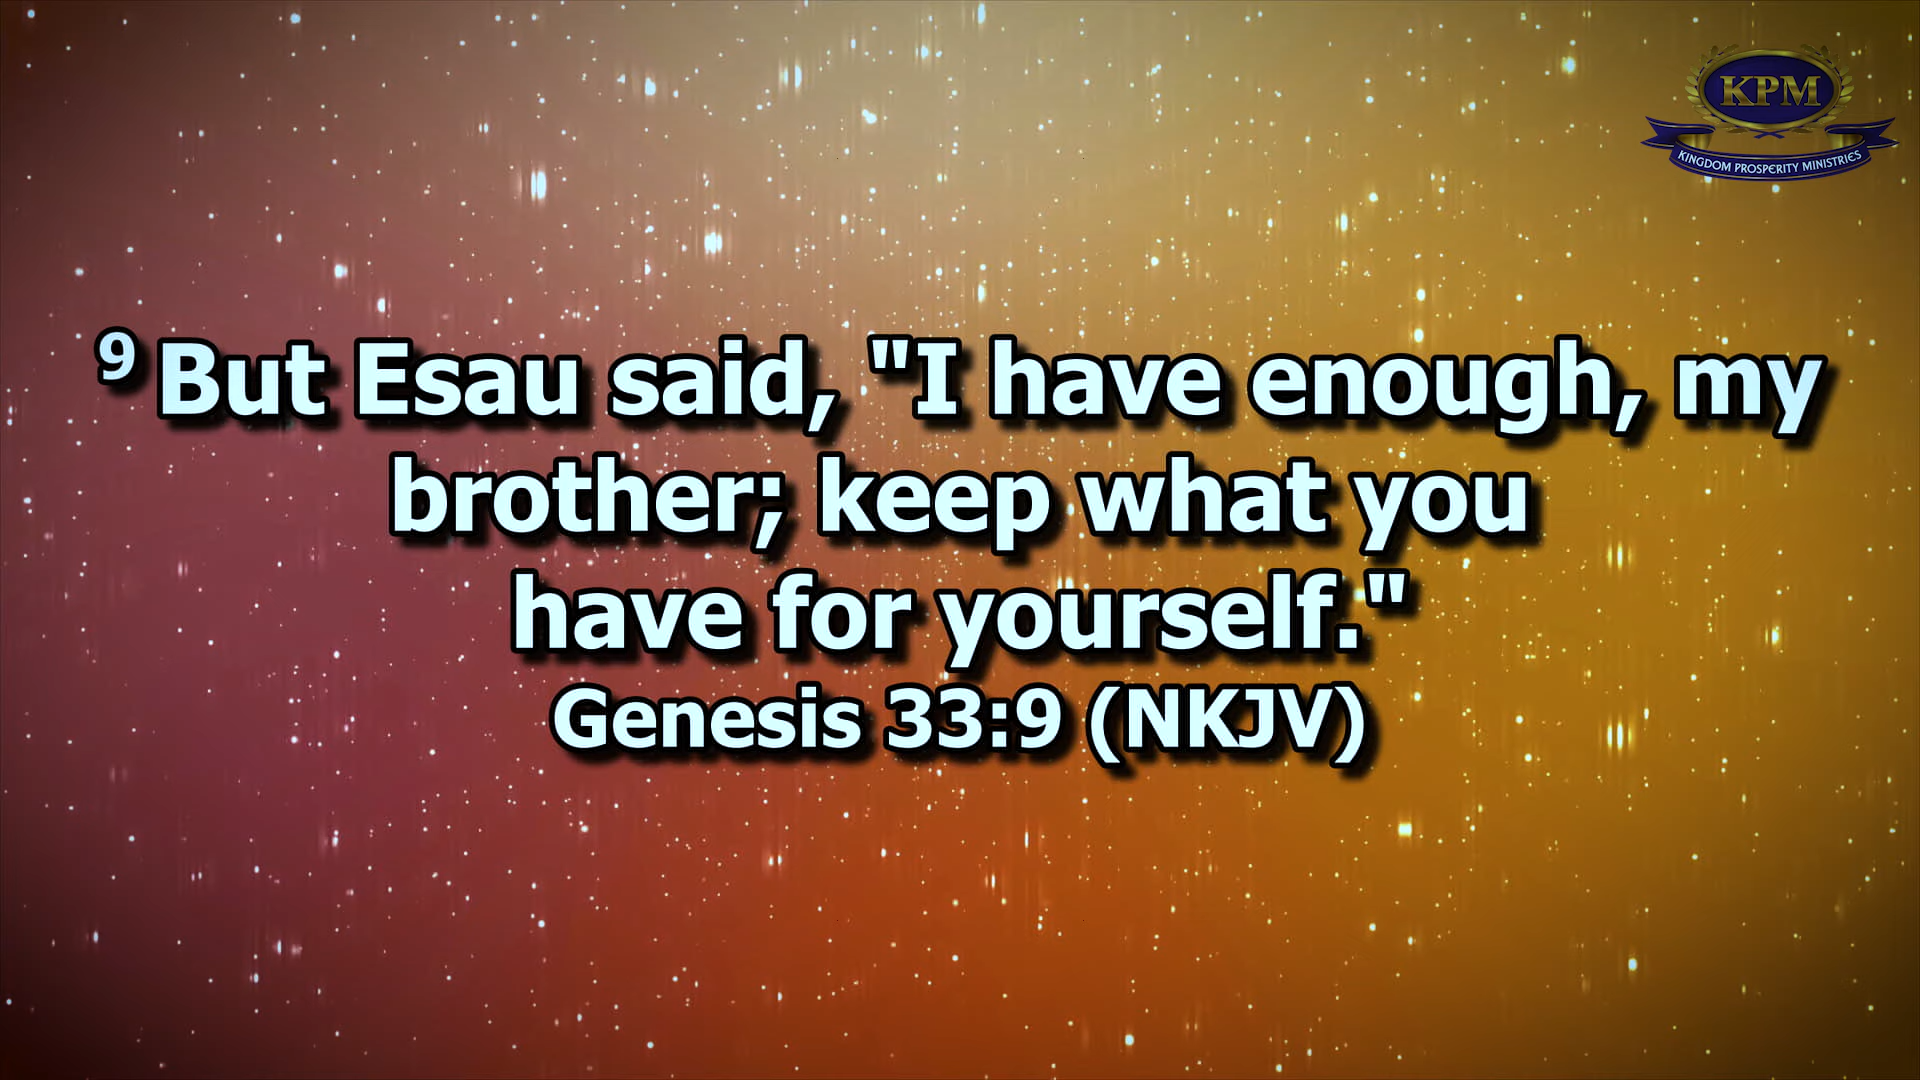 KPM
KINGDOM PROSPERITY MINISTRIES
9 But Esau said, "I have enough, my
brother; keep what you
have for yourself."
Genesis 33:9 (NKJV)